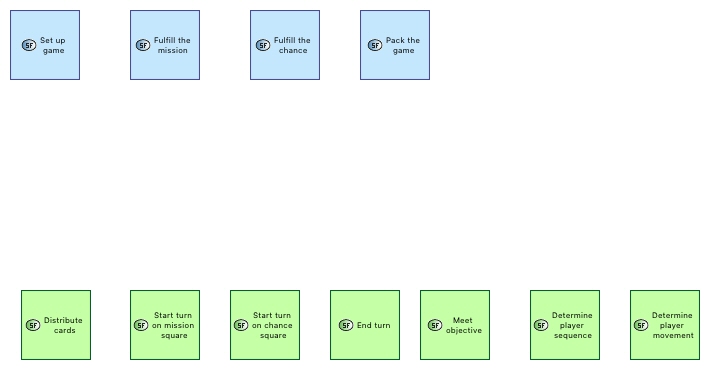 SF Set up
game
SF Fulfill the
mission
SF Fulfill the
chance
SF Pack the
game
SF Distribute
cards
SF Start turn
on mission
square
SF Start turn
on chance
square
SF End turn
SF Meet
objective
SF Determine
player
sequence
SF Determine
player
movement